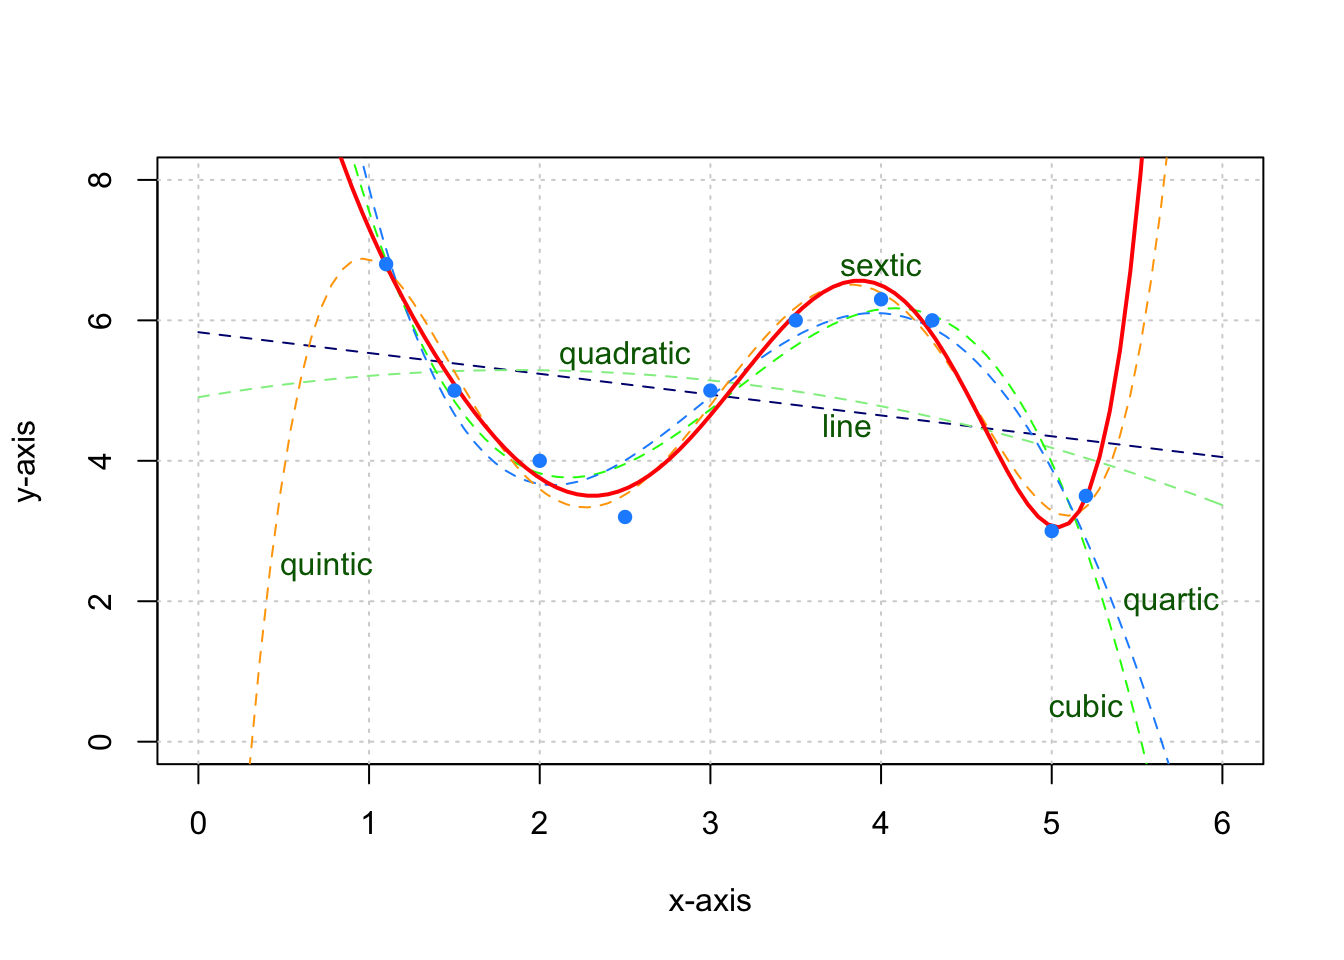 8
6
4
2
0
y-axis
sextic
quadratic
line
quintic
quartic
cubic
0 1 2 3 4 5 6
x-axis